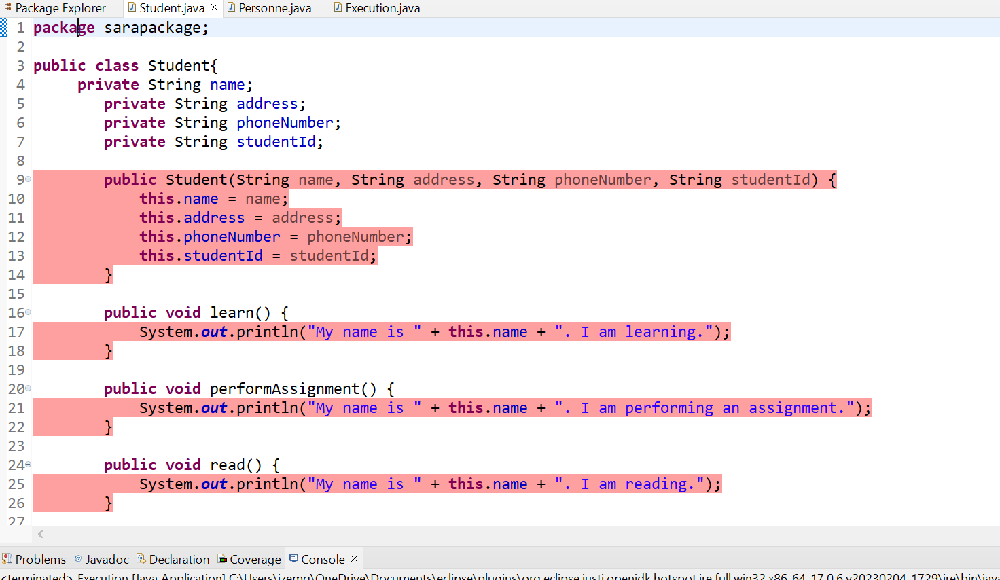 Package Explorer Student.java Personne.java Execution.java
1 package sarapackage;
2
3 public class Student{
4 private String name;
5 private String address;
6 private String phoneNumber;
7 private String studentId;
8
9 public Student(String name, String address, String phoneNumber, String studentId) {
10 this.name = name;
11 this.address = address;
12 this.phoneNumber = phoneNumber;
13 this.studentId = studentId;
14 }
15
16 public void learn() {
17 System.out.println("My name is " + this.name + ". I am learning.");
18 }
19
20 public void performAssignment() {
21 System.out.println("My name is " + this.name + ". I am performing an assignment.");
22 }
23
24 public void read() {
25 System.out.println("My name is " + this.name + ". I am reading.");
26 }
27
Problems @ Javadoc Declaration Coverage Console
<terminated> Execution [Java Application] C:\Users\izemg\OneDrive\Documents\eclipse\plugins\org.eclipse.justj.openjdk.hotspot.jre.full.win32.x86_64_17.0.6.v20230204-1729\jre\bin\java